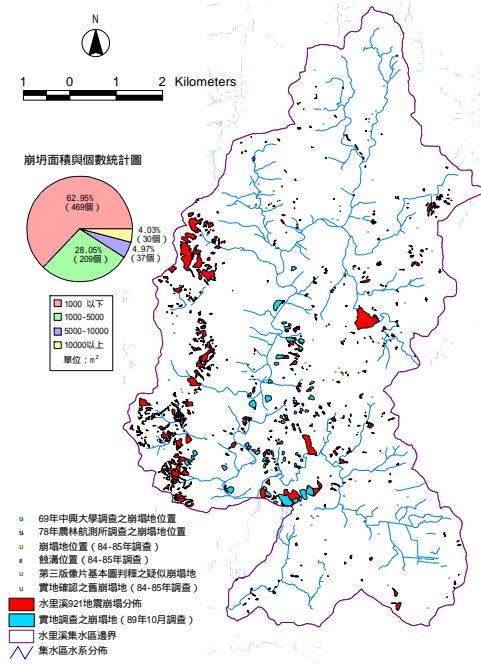 N
1 0 1 2 Kilometers
崩坍面積與個數統計圖
62.95%
(469個)
4.03%
(30個)
4.97%
(37個)
28.05%
(209個)
1000 以下
1000-5000
5000-10000
10000以上
單位：m²
69年中興大學調查之崩塌地位置
78年農林航測所調查之崩塌地位置
崩塌地位置(84-85年調查)
蝕溝位置(84-85年調查)
第三版像片基本圖判釋之疑似崩塌地
實地確認之舊崩塌地(84-85年調查)
水里溪921地震崩塌分佈
實地調查之崩塌地(89年10月調查)
水里溪集水區邊界
集水區水系分佈